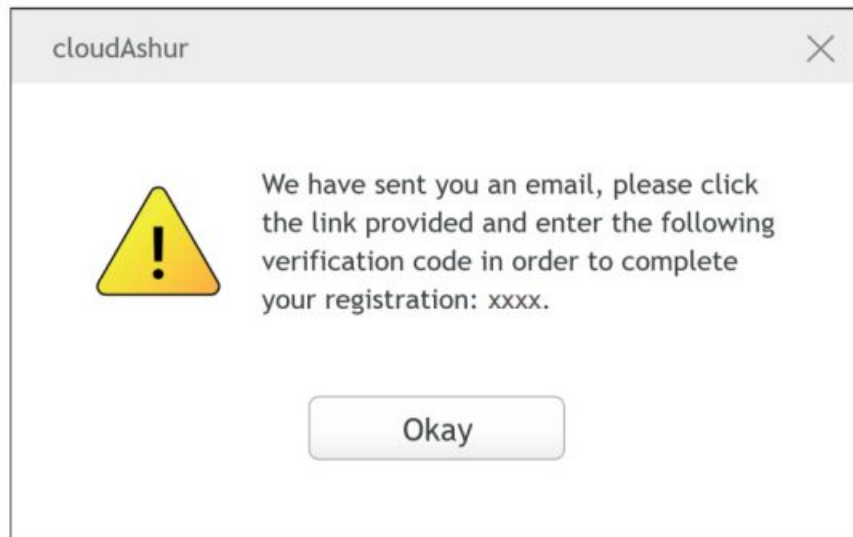 cloudAshur
We have sent you an email, please click
the link provided and enter the following
verification code in order to complete
your registration: xxxx.
Okay